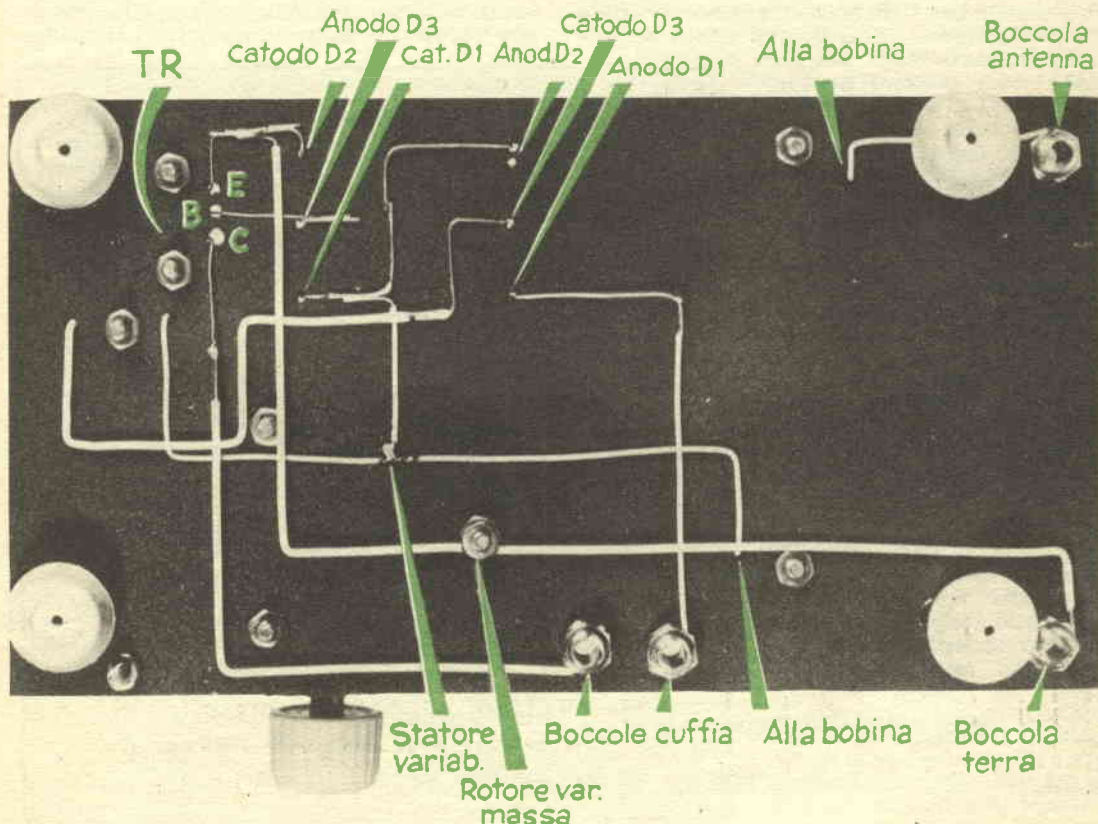 Anodo D3
Catodo D3
TR
Catodo D2
Cat. D1
Anod. D2
Anodo D1
Alla bobina
Boccola
antenna
E
B
C
Statore
variab.
Rotore var.
massa
Boccole cuffia
Alla bobina
Boccola
terra